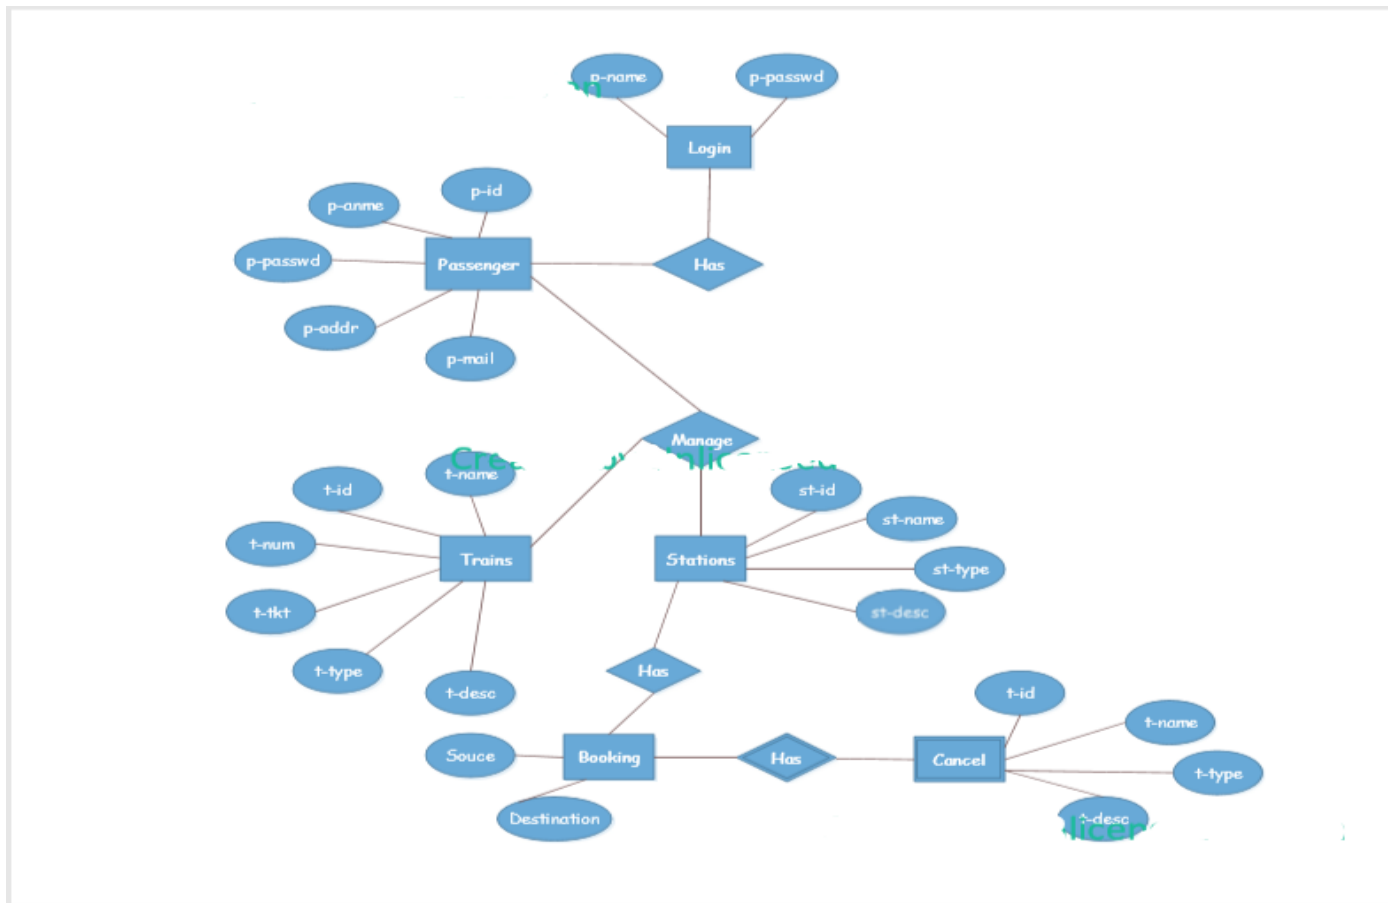 p-name
p-passwd
Login
p-id
p-anme
p-passwd
Passenger
Has
p-addr
p-mail
Manage
t-name
t-id
st-id
st-name
t-num
Trains
Stations
st-type
t-tkt
st-desc
t-type
Has
t-desc
t-id
t-name
Souce
Booking
Has
Cancel
t-type
Destination
t-desc